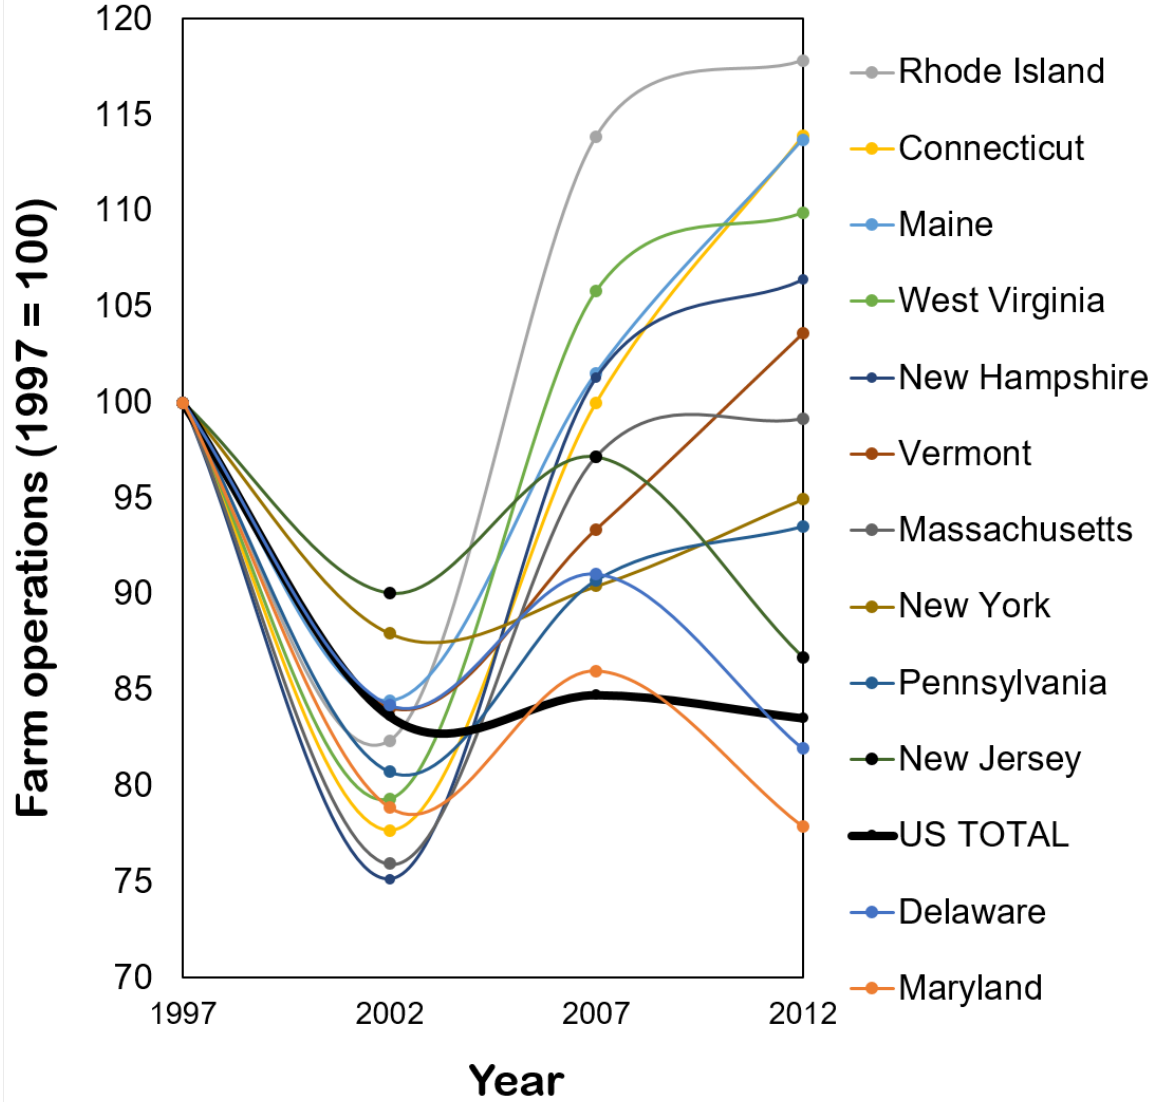 120
115
110
105
100
95
90
85
80
75
70
Farm operations (1997 = 100)
1997 2002 2007 2012
Year
Rhode Island
Connecticut
Maine
West Virginia
New Hampshire
Vermont
Massachusetts
New York
Pennsylvania
New Jersey
US TOTAL
Delaware
Maryland